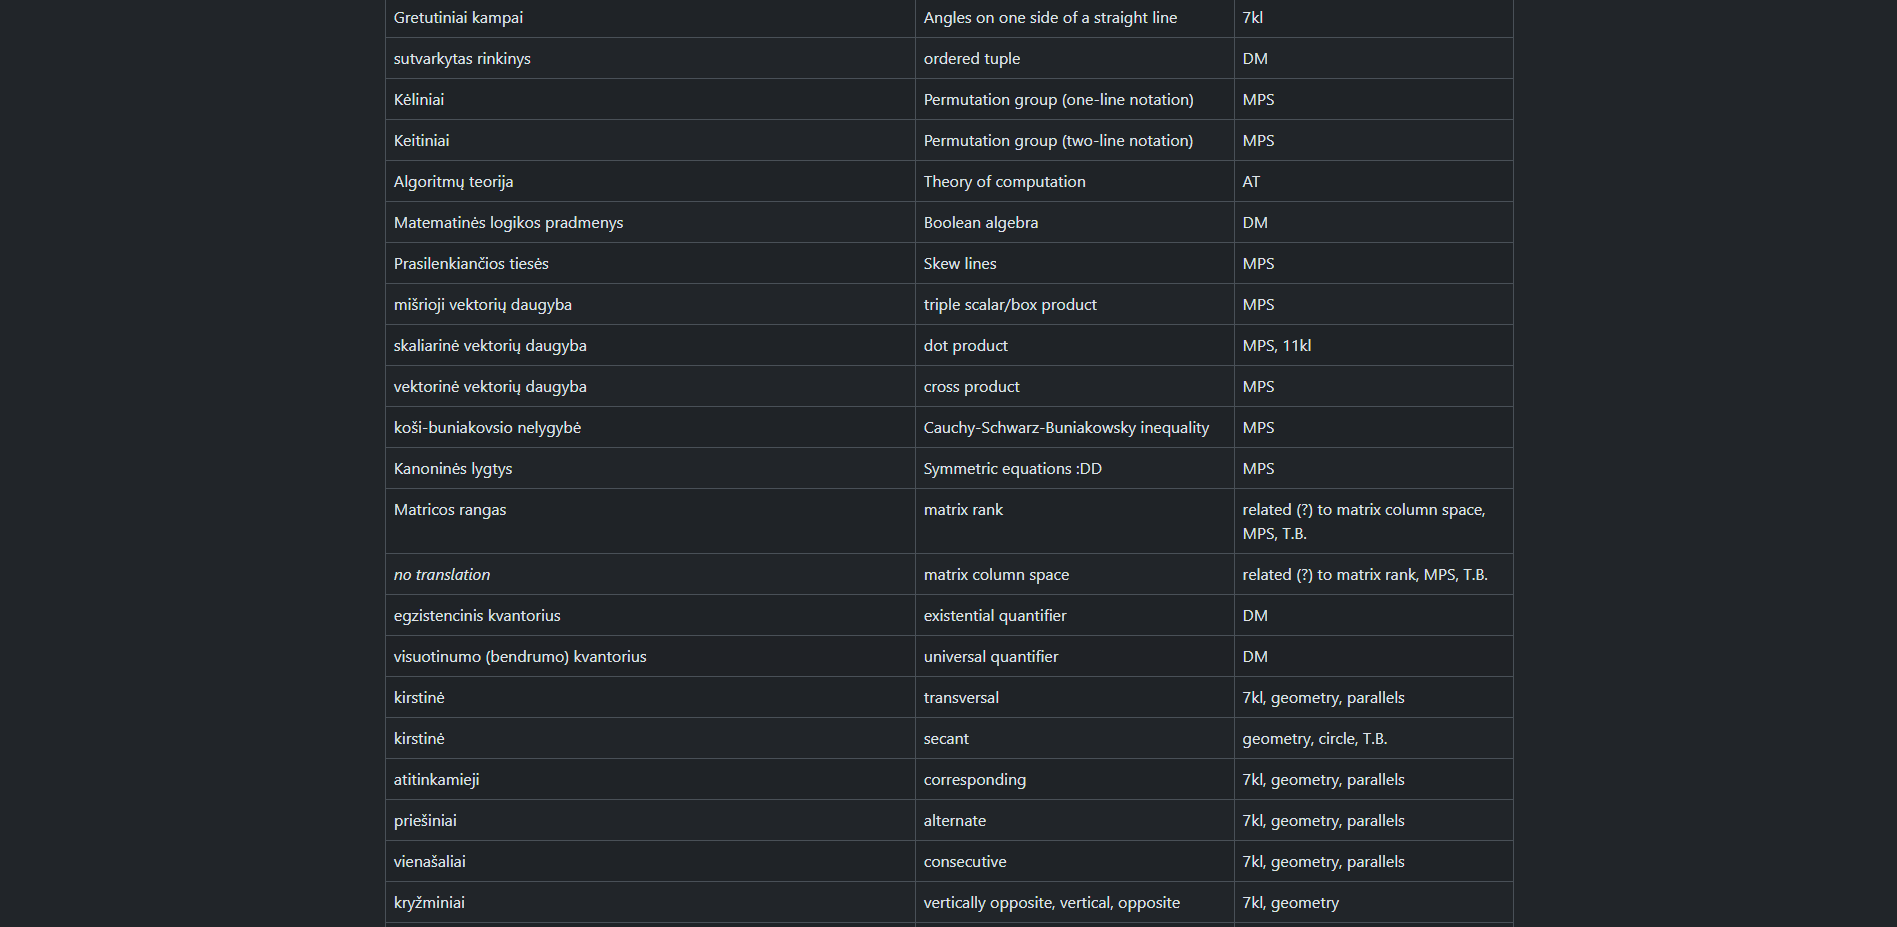 Gretutiniai kampai Angles on one side of a straight line 7kl
sutvarkytas rinkinys ordered tuple DM
Kėliniai Permutation group (one-line notation) MPS
Keitiniai Permutation group (two-line notation) MPS
Algoritmų teorija Theory of computation AT
Matematinės logikos pradmenys Boolean algebra DM
Prasilenkiančios tiesės Skew lines MPS
mišrioji vektorių daugyba triple scalar/box product MPS
skaliarinė vektorių daugyba dot product MPS, 11kl
vektorinė vektorių daugyba cross product MPS
koši-buniakovsio nelygybė Cauchy-Schwarz-Buniakowsky inequality MPS
Kanoninės lygtys Symmetric equations :DD MPS
Matricos rangas matrix rank related (?) to matrix column space,
MPS, T.B.
no translation matrix column space related (?) to matrix rank, MPS, T.B.
egzistencinis kvantorius existential quantifier DM
visuotinumo (bendrumo) kvantorius universal quantifier DM
kirstinė transversal 7kl, geometry, parallels
kirstinė secant geometry, circle, T.B.
atitinkamieji corresponding 7kl, geometry, parallels
priešiniai alternate 7kl, geometry, parallels
vienašaliai consecutive 7kl, geometry, parallels
kryžminiai vertically opposite, vertical, opposite 7kl, geometry